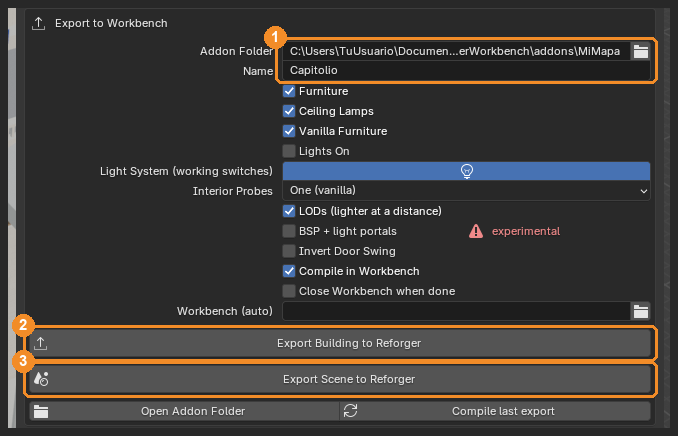 Export to Workbench
1
Addon Folder C:\Users\TuUsuario\Documen...erWorkbench\addons\MiMapa
Name Capitolio
Furniture
Ceiling Lamps
Vanilla Furniture
Lights On
Light System (working switches)
Interior Probes One (vanilla)
LODs (lighter at a distance)
BSP + light portals experimental
Invert Door Swing
Compile in Workbench
Close Workbench when done
Workbench (auto)
2
Export Building to Reforger
3
Export Scene to Reforger
Open Addon Folder Compile last export